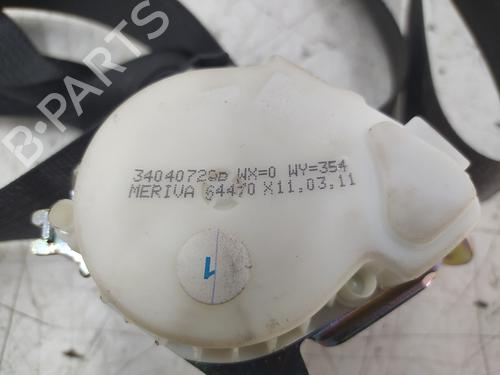 B-PARTS
34040729D WX=0 WY=354
MERIVA 64470 X11.03.11
1